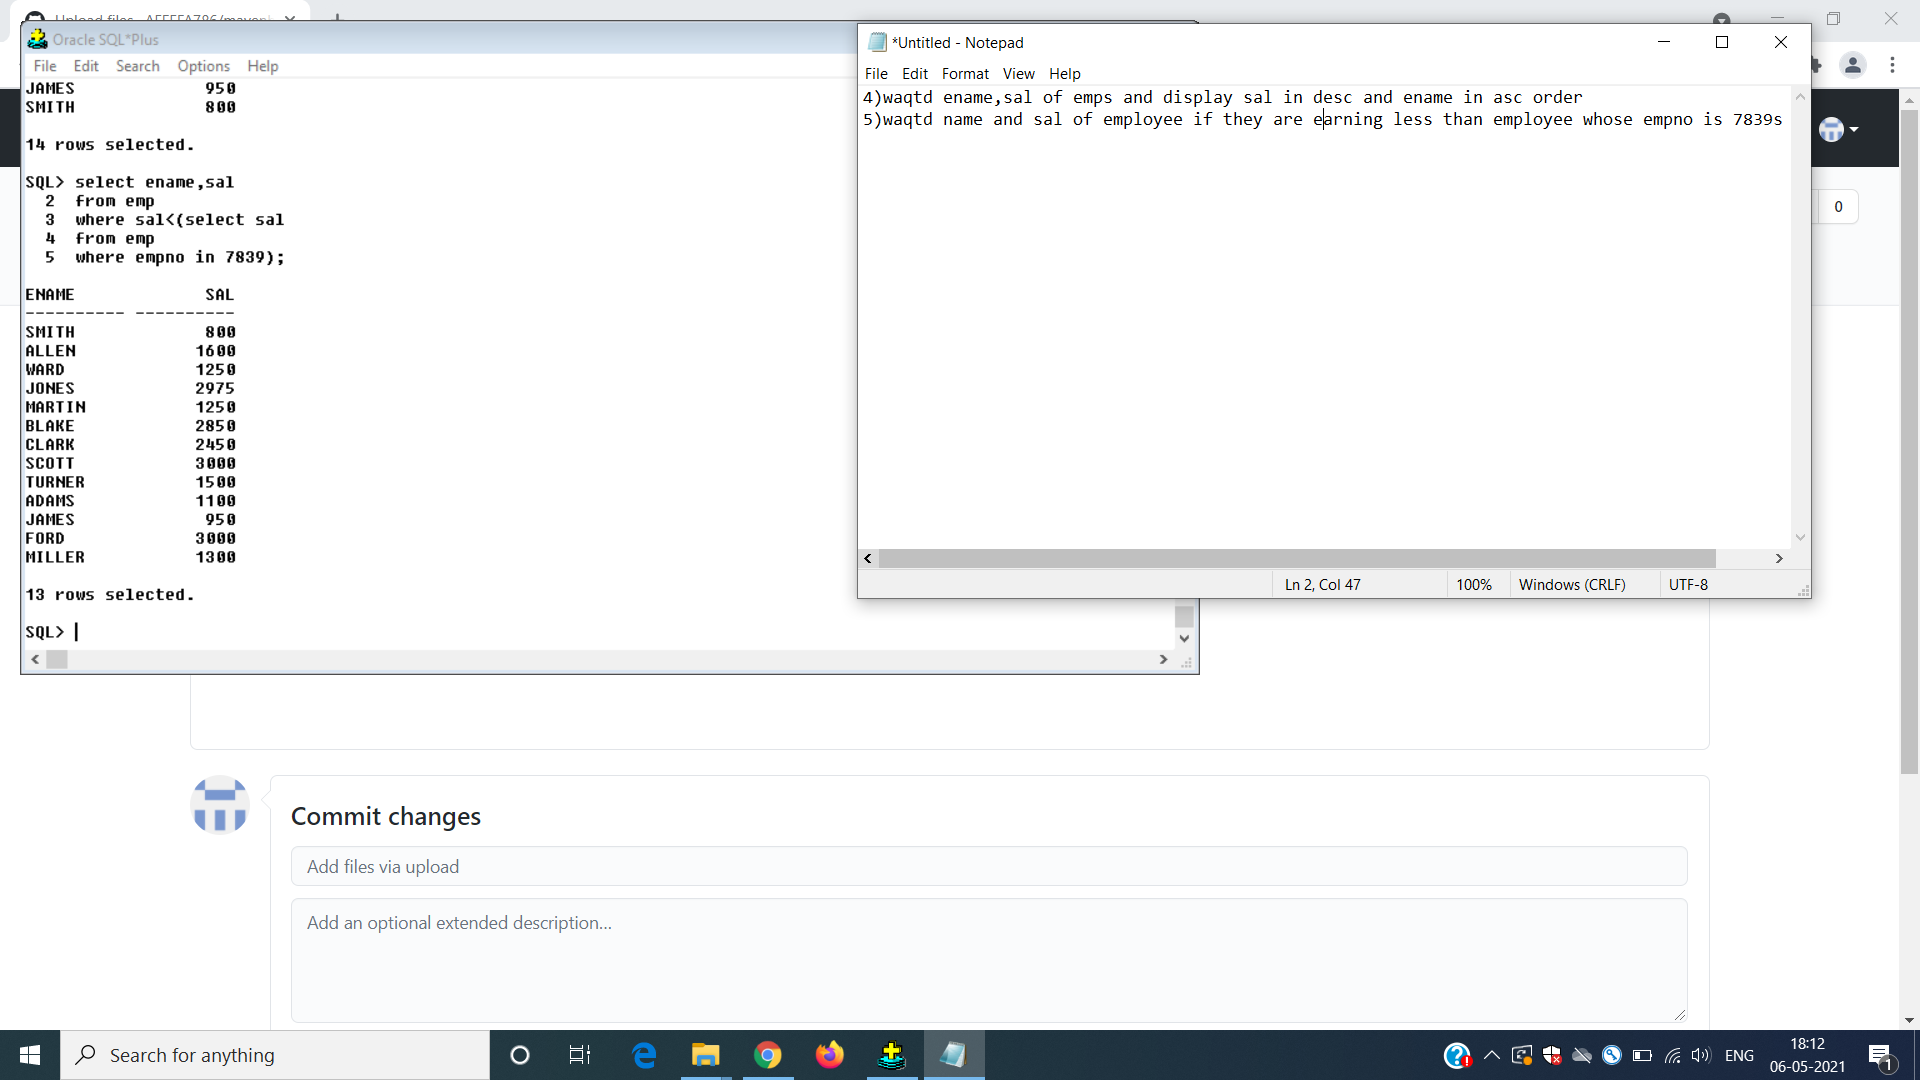 Oracle SQL*Plus
File Edit Search Options Help
JAMES 950
SMITH 800
14 rows selected.
SQL> select ename,sal
2 from emp
3 where sal<(select sal
4 from emp
5 where empno in 7839);
ENAME SAL
---------- ----------
SMITH 800
ALLEN 1600
WARD 1250
JONES 2975
MARTIN 1250
BLAKE 2850
CLARK 2450
SCOTT 3000
TURNER 1500
ADAMS 1100
JAMES 950
FORD 3000
MILLER 1300
13 rows selected.
SQL>
*Untitled - Notepad
File Edit Format View Help
4)waqtd ename,sal of emps and display sal in desc and ename in asc order
5)waqtd name and sal of employee if they are earning less than employee whose empno is 7839s
Ln 2, Col 47 100% Windows (CRLF) UTF-8
0
Commit changes
Add files via upload
Add an optional extended description...
Search for anything
ENG
18:12
06-05-2021
1